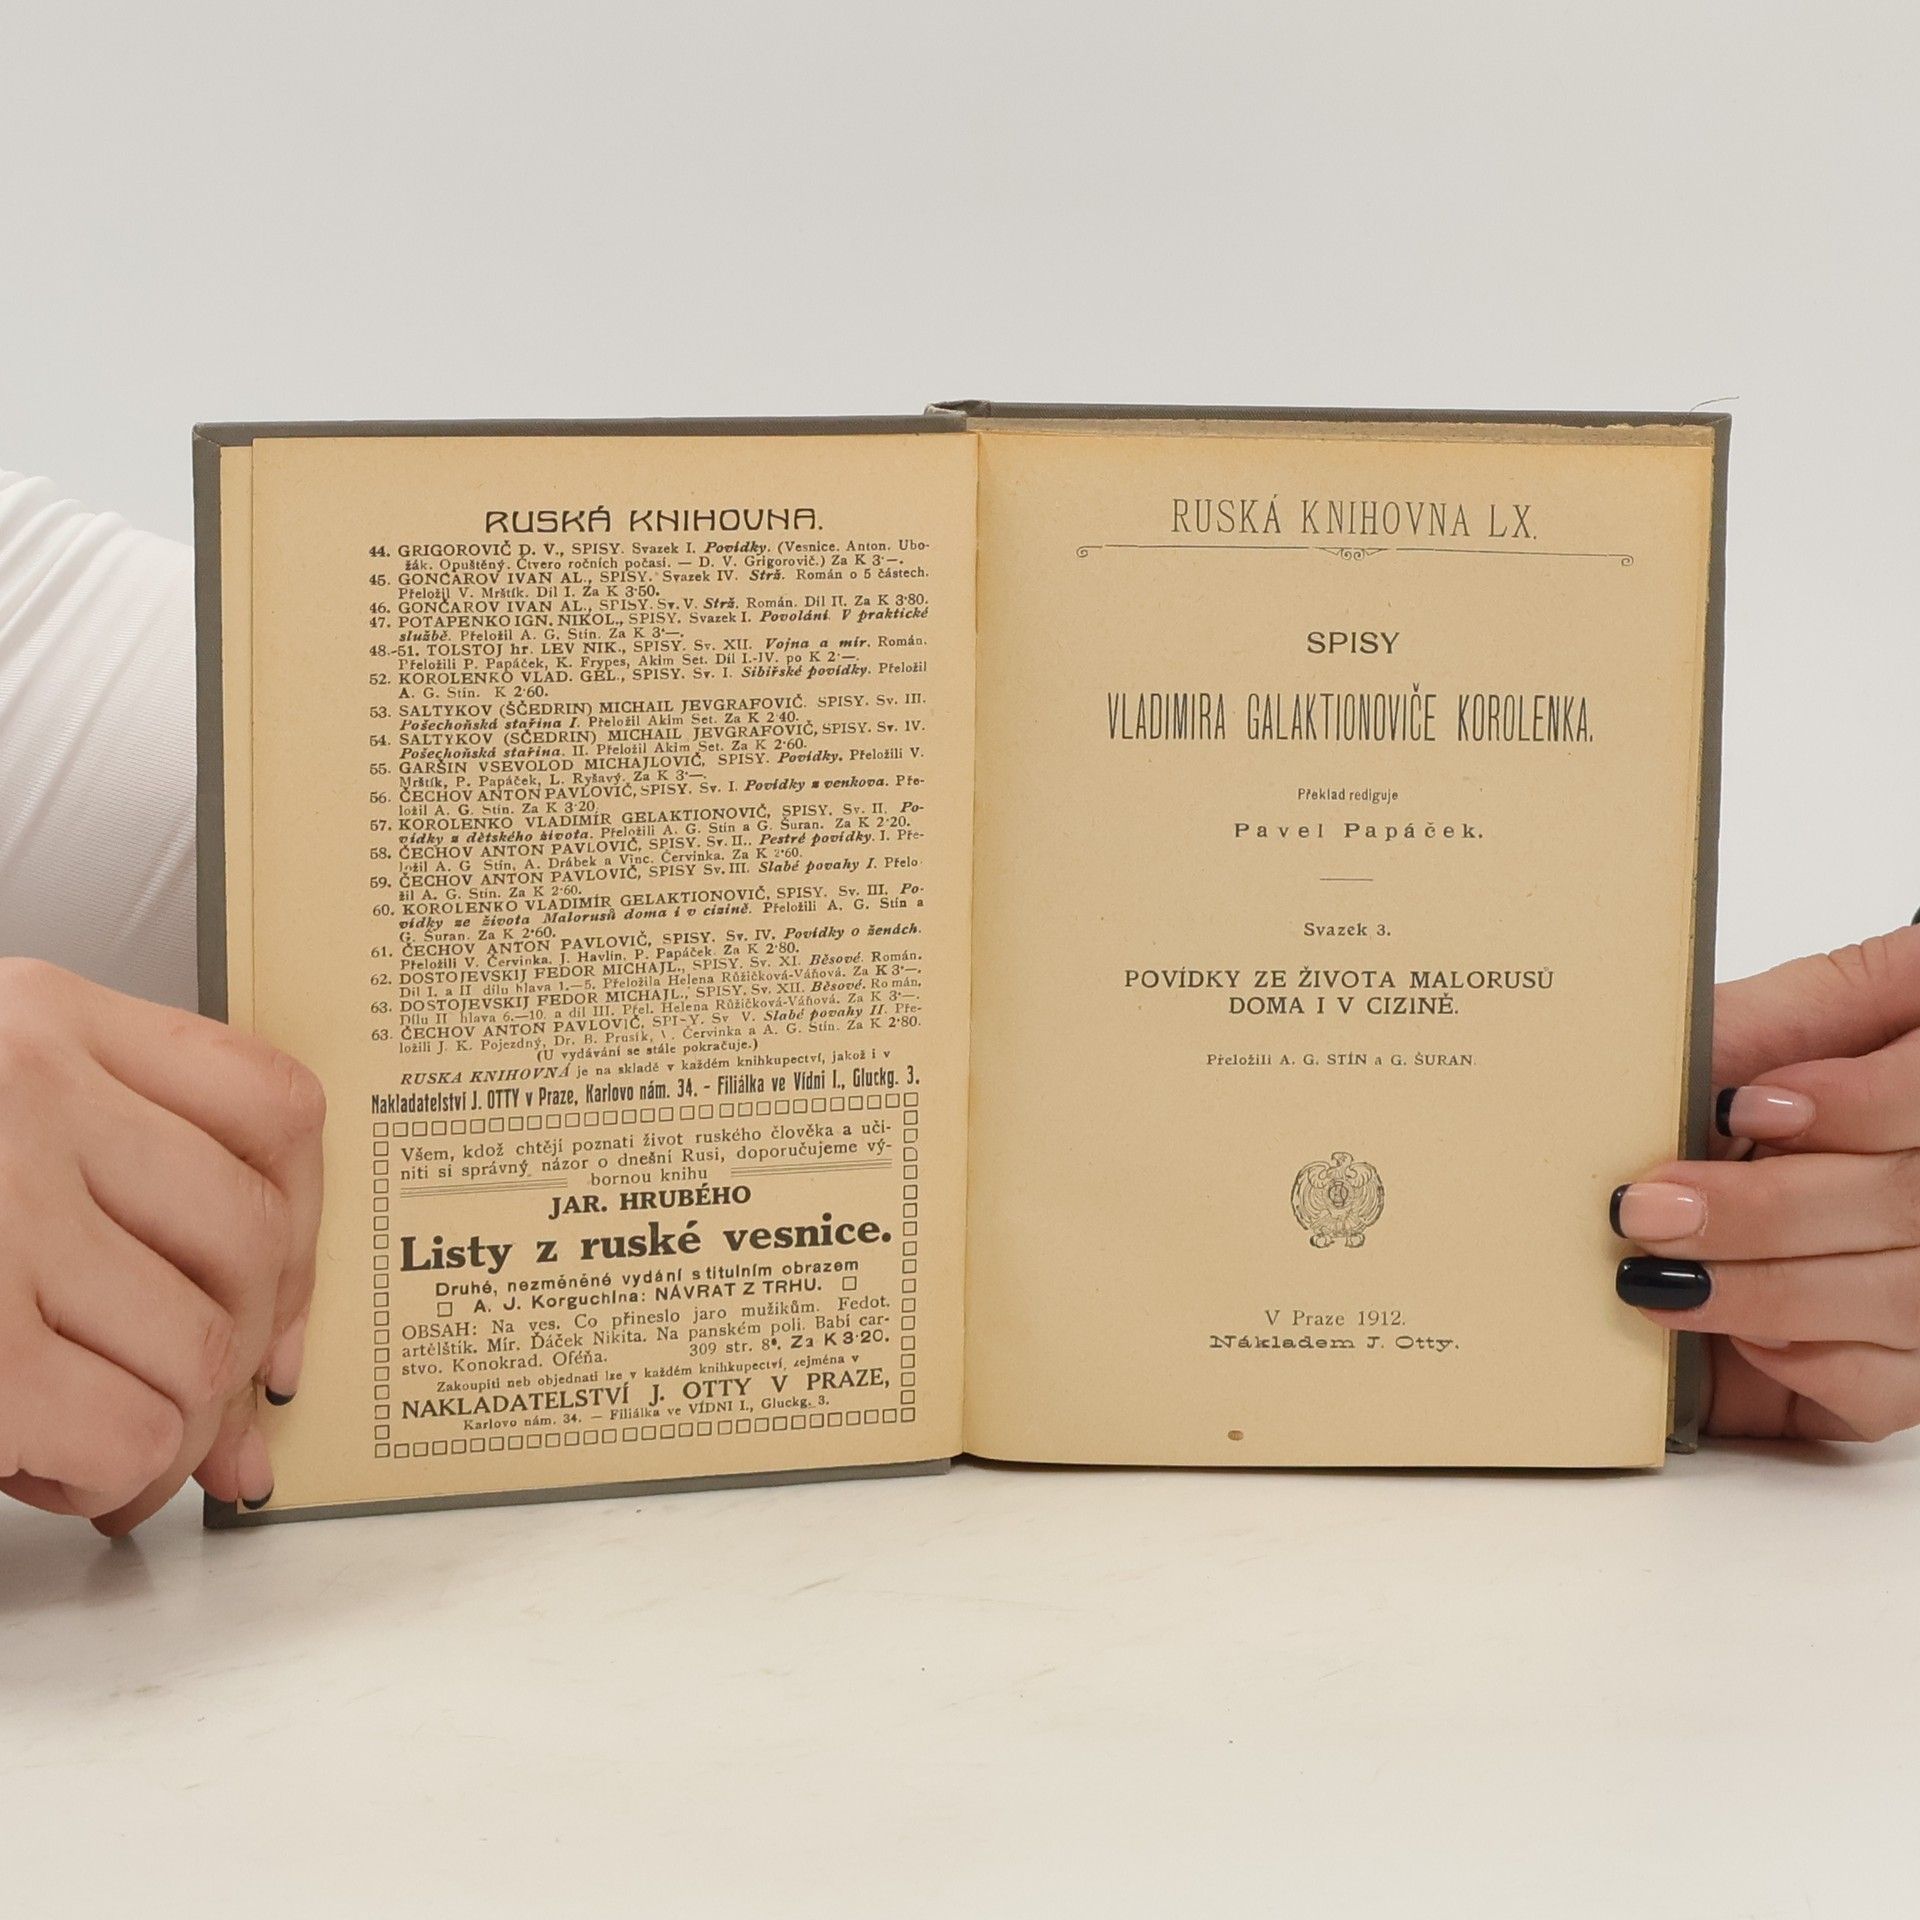 RUSKÁ KNIHOVNA.
44. GRIGOROVIČ D. V., SPISY. Svazek I. Povídky. (Vesnice. Anton. Ubo-
žák. Opuštěný. Čtvero ročních počasí. — D. V. Grigorovič.) Za K 3·—.
45. GONČAROV IVAN AL., SPISY. Svazek IV. Strž. Román o 5 částech.
Přeložil V. Mrštík. Díl I. Za K 3·50.
46. GONČAROV IVAN AL., SPISY. Sv. V. Strž. Román. Díl II. Za K 3·80.
47. POTAPENKO IGN. NIKOL., SPISY. Svazek I. Povolání. V praktické
službě. Přeložil A. G. Stín. Za K 3·—.
48.-51. TOLSTOJ hr. LEV NIK., SPISY. Sv. XII. Vojna a mír. Román.
Přeložili P. Papáček, K. Frypes, Akim Set. Díl I.-IV. po K 2·—.
52. KOROLENKO VLAD. GEL., SPISY. Sv. I. Sibiřské povídky. Přeložil
A. G. Stín. K 2·60.
53. SALTYKOV (ŠČEDRIN) MICHAIL JEVGRAFOVIČ. SPISY. Sv. III.
Pošechoňská stařina I. Přeložil Akim Set. Za K 2·40.
54. SALTYKOV (ŠČEDRIN) MICHAIL JEVGRAFOVIČ, SPISY. Sv. IV.
Pošechoňská stařina. II. Přeložil Akim Set. Za K 2·60.
55. GARŠIN VSEVOLOD MICHAJLOVIČ, SPISY. Povídky. Přeložili V.
Mrštík, P. Papáček, L. Ryšavý. Za K 3·—.
56. ČECHOV ANTON PAVLOVIČ, SPISY. Sv. I. Povídky z venkova. Pře-
ložil A. G. Stín. Za K 3·20.
57. KOROLENKO VLADIMÍR GELAKTIONOVIČ, SPISY. Sv. II. Po-
vídky z dětského života. Přeložili A. G. Stín a G. Šuran. Za K 2·20.
58. ČECHOV ANTON PAVLOVIČ, SPISY. Sv. II.. Pestré povídky. I. Pře-
ložil A. G Stín, A. Drábek a Vinc. Červinka. Za K 2·60.
59. ČECHOV ANTON PAVLOVIČ, SPISY Sv. III. Slabé povahy I. Přelo-
žil A. G. Stín. Za K 2·60.
60. KOROLENKO VLADIMÍR GELAKTIONOVIČ, SPISY. Sv. III. Po-
vídky ze života Malorusů doma i v cizině. Přeložili A. G. Stín a
G. Šuran. Za K 2·60.
61. ČECHOV ANTON PAVLOVIČ, SPISY. Sv. IV. Povídky o ženách.
Přeložili V. Červinka, J. Havlín, P. Papáček. Za K 2·80.
62. DOSTOJEVSKIJ FEDOR MICHAJL., SPISY. Sv. XI. Běsové. Román.
Díl I. a II dílu hlava 1.—5. Přeložila Helena Růžičková-Váňová. Za K 3·—.
63. DOSTOJEVSKIJ FEDOR MICHAJL., SPISY. Sv. XII. Běsové. Román,
Dílu II hlava 6.—10. a díl III. Přel. Helena Růžičková-Váňová. Za K 3·—.
63. ČECHOV ANTON PAVLOVIČ, SPISY. Sv V. Slabé povahy II. Pře-
ložili J. K. Pojezdný, Dr. B. Prusík, V. Červinka a A. G. Stín. Za K 2·80.
(U vydávání se stále pokračuje.)
RUSKA KNIHOVNA je na skladě v každém knihkupectví, jakož i v
Nakladatelství J. OTTY v Praze, Karlovo nám. 34. - Filiálka ve Vídni I., Gluckg. 3.
Všem, kdož chtějí poznati život ruského člověka a uči-
niti si správný názor o dnešní Rusi, doporučujeme vý-
bornou knihu
JAR. HRUBÉHO
Listy z ruské vesnice.
Druhé, nezměněné vydání s titulním obrazem
A. J. Korguchina: NÁVRAT Z TRHU.
OBSAH: Na ves. Co přineslo jaro mužikům. Fedot.
artělštík. Mír. Ďáček Nikita. Na panském poli. Babí car-
stvo. Konokrad. Oféňa. 309 str. 8°. Za K 3·20.
Zakoupiti neb objednati lze v každém knihkupectví, zejména v
NAKLADATELSTVÍ J. OTTY V PRAZE,
Karlovo nám. 34. — Filiálka ve VÍDNI I., Gluckg. 3.
RUSKÁ KNIHOVNA LX.
SPISY
VLADIMIRA GALAKTIONOVIČE KOROLENKA.
Překlad rediguje
Pavel Papáček.
Svazek 3.
POVÍDKY ZE ŽIVOTA MALORUSŮ
DOMA I V CIZINĚ.
Přeložili A. G. STÍN a G. ŠURAN.
V Praze 1912.
Nákladem J. Otty.